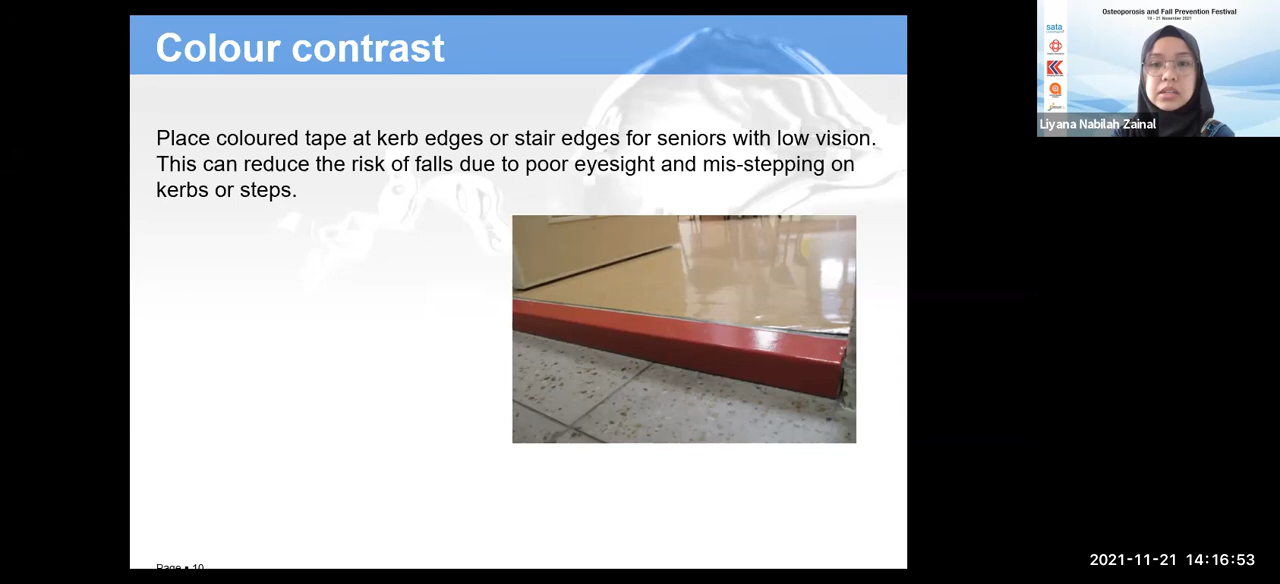 Colour contrast
Place coloured tape at kerb edges or stair edges for seniors with low vision.
This can reduce the risk of falls due to poor eyesight and mis-stepping on
kerbs or steps.
Page ▪ 10
Osteoporosis and Fall Prevention Festival
19 - 21 November 2021
sata
Liyana Nabilah Zainal
2021-11-21 14:16:53